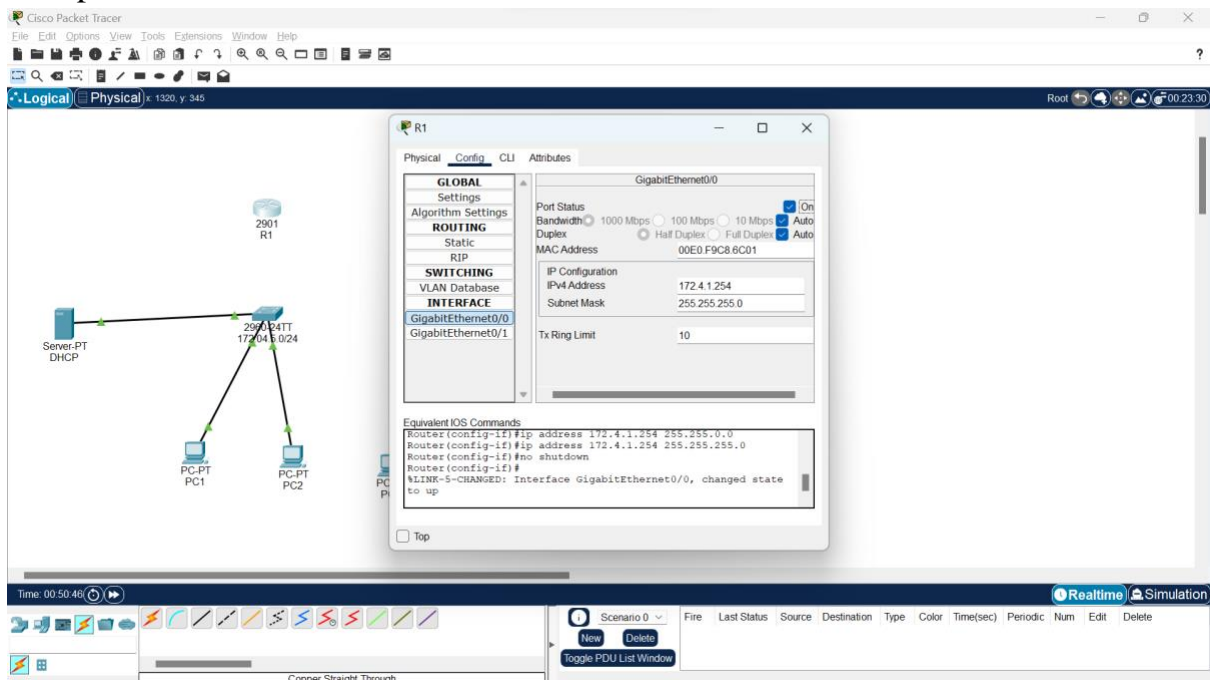 Cisco Packet Tracer
File Edit Options View Tools Extensions Window Help
?
Logical Physical x: 1320, y: 345
Root 00:23:30
R1
Physical Config CLI Attributes
GLOBAL
Settings
Algorithm Settings
ROUTING
Static
RIP
SWITCHING
VLAN Database
INTERFACE
GigabitEthernet0/0
GigabitEthernet0/1
GigabitEthernet0/0
Port Status On
Bandwidth 1000 Mbps 100 Mbps 10 Mbps Auto
Duplex Half Duplex Full Duplex Auto
MAC Address 00E0.F9C8.6C01
IP Configuration
IPv4 Address 172.4.1.254
Subnet Mask 255.255.255.0
Tx Ring Limit 10
Equivalent IOS Commands
Router(config-if)#ip address 172.4.1.254 255.255.0.0
Router(config-if)#ip address 172.4.1.254 255.255.255.0
Router(config-if)#no shutdown
Router(config-if)#
%LINK-5-CHANGED: Interface GigabitEthernet0/0, changed state
to up
Top
2901
R1
2960-24TT
172.04.5.0/24
Server-PT
DHCP
PC-PT
PC1
PC-PT
PC2
PC
Time: 00:50:46
Realtime Simulation
Scenario 0
New Delete
Toggle PDU List Window
Fire Last Status Source Destination Type Color Time(sec) Periodic Num Edit Delete
Copper Straight-Through